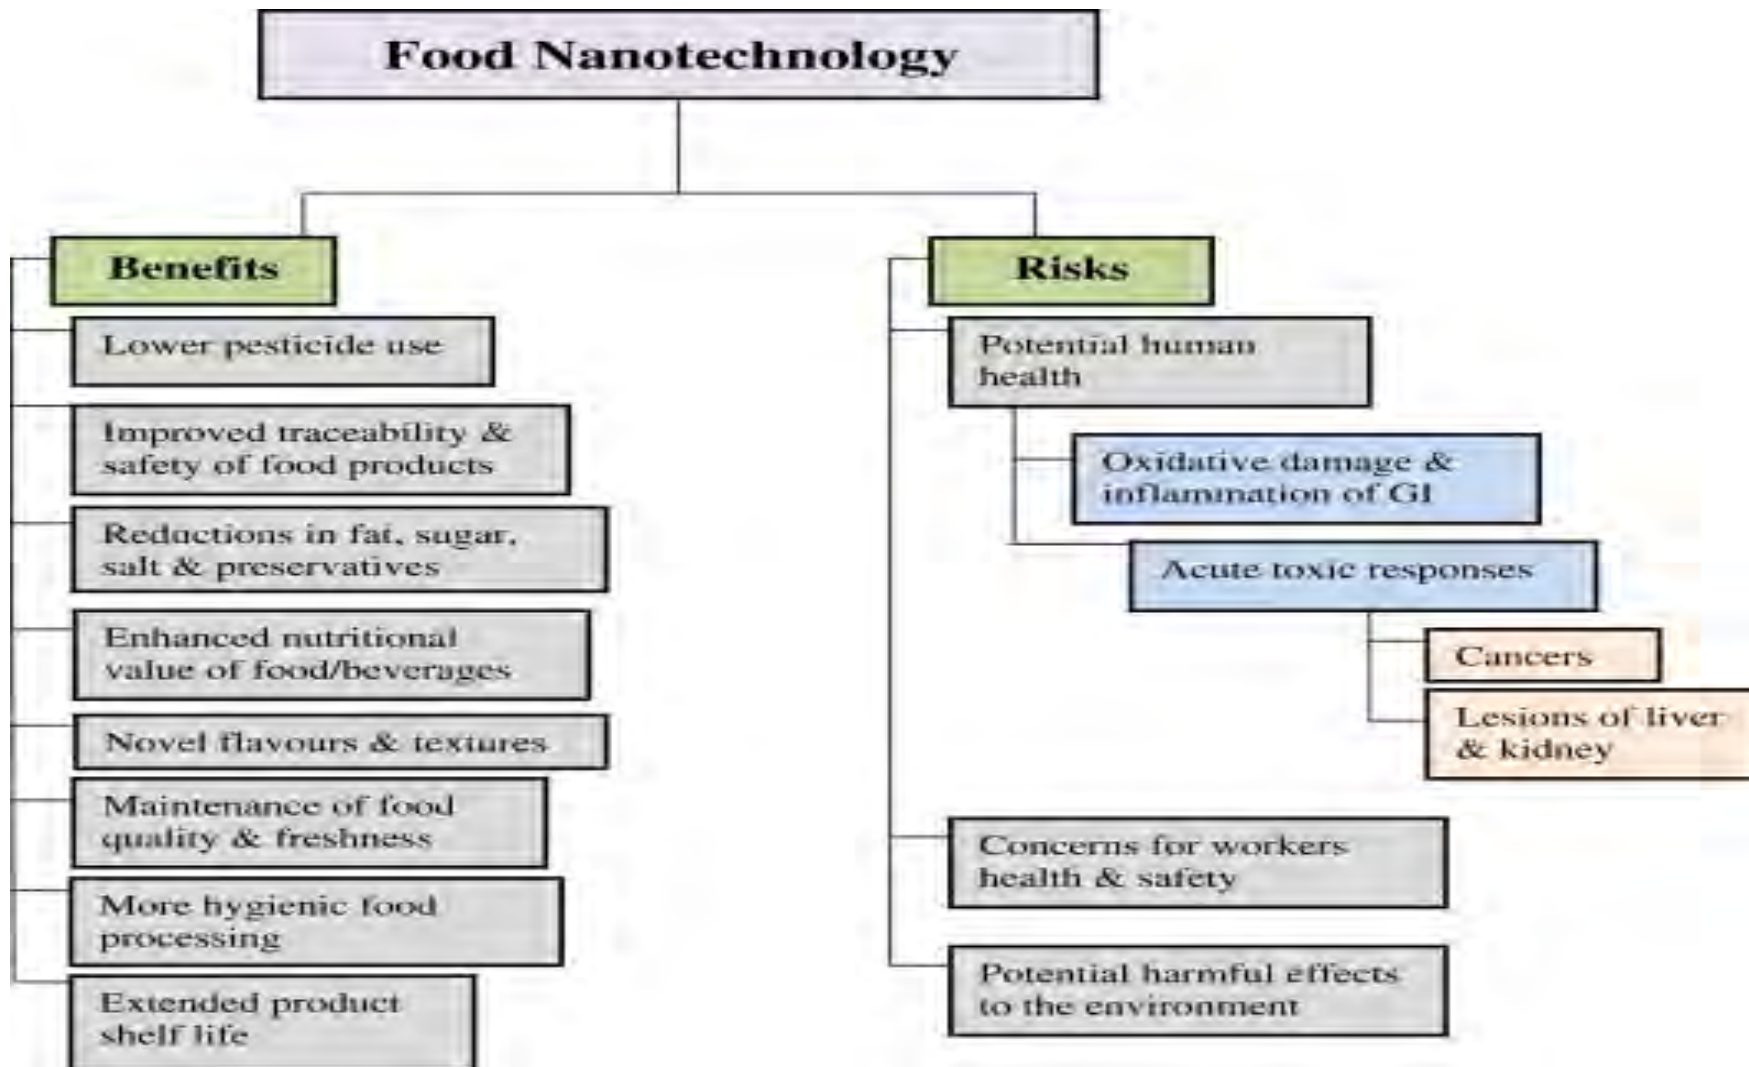 Food Nanotechnology
Benefits
Lower pesticide use
Improved traceability &
safety of food products
Reductions in fat, sugar,
salt & preservatives
Enhanced nutritional
value of food/beverages
Novel flavours & textures
Maintenance of food
quality & freshness
More hygienic food
processing
Extended product
shelf life
Risks
Potential human
health
Oxidative damage &
inflammation of GI
Acute toxic responses
Cancers
Lesions of liver
& kidney
Concerns for workers
health & safety
Potential harmful effects
to the environment